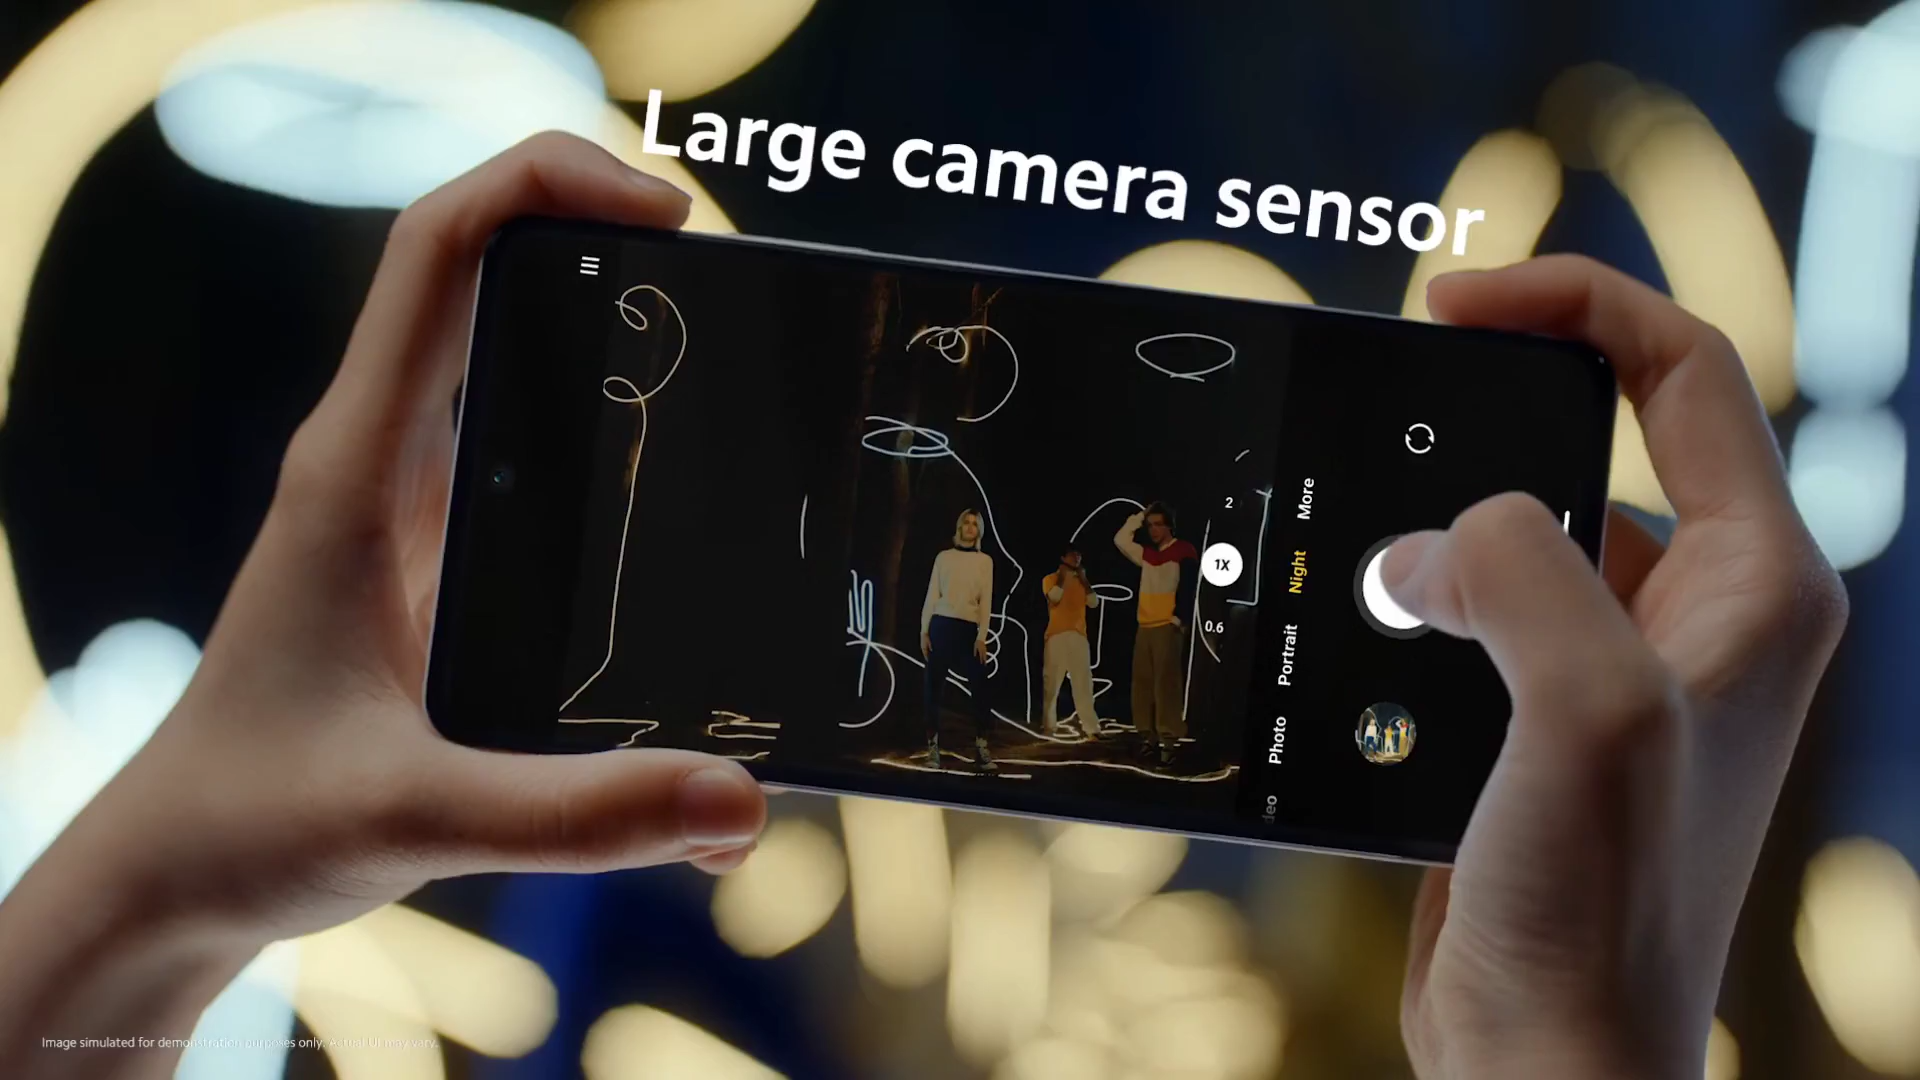 Large camera sensor
2
1X
0.6
More
Night
Portrait
Photo
deo
Image simulated for demonstration purposes only. Actual UI may vary.